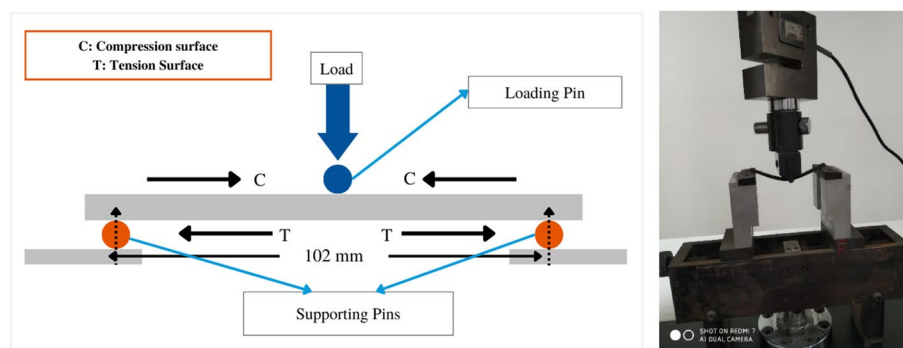 C: Compression surface
T: Tension Surface
Load
Loading Pin
C
C
T
T
102 mm
Supporting Pins
SHOT ON REDMI 7
AI DUAL CAMERA